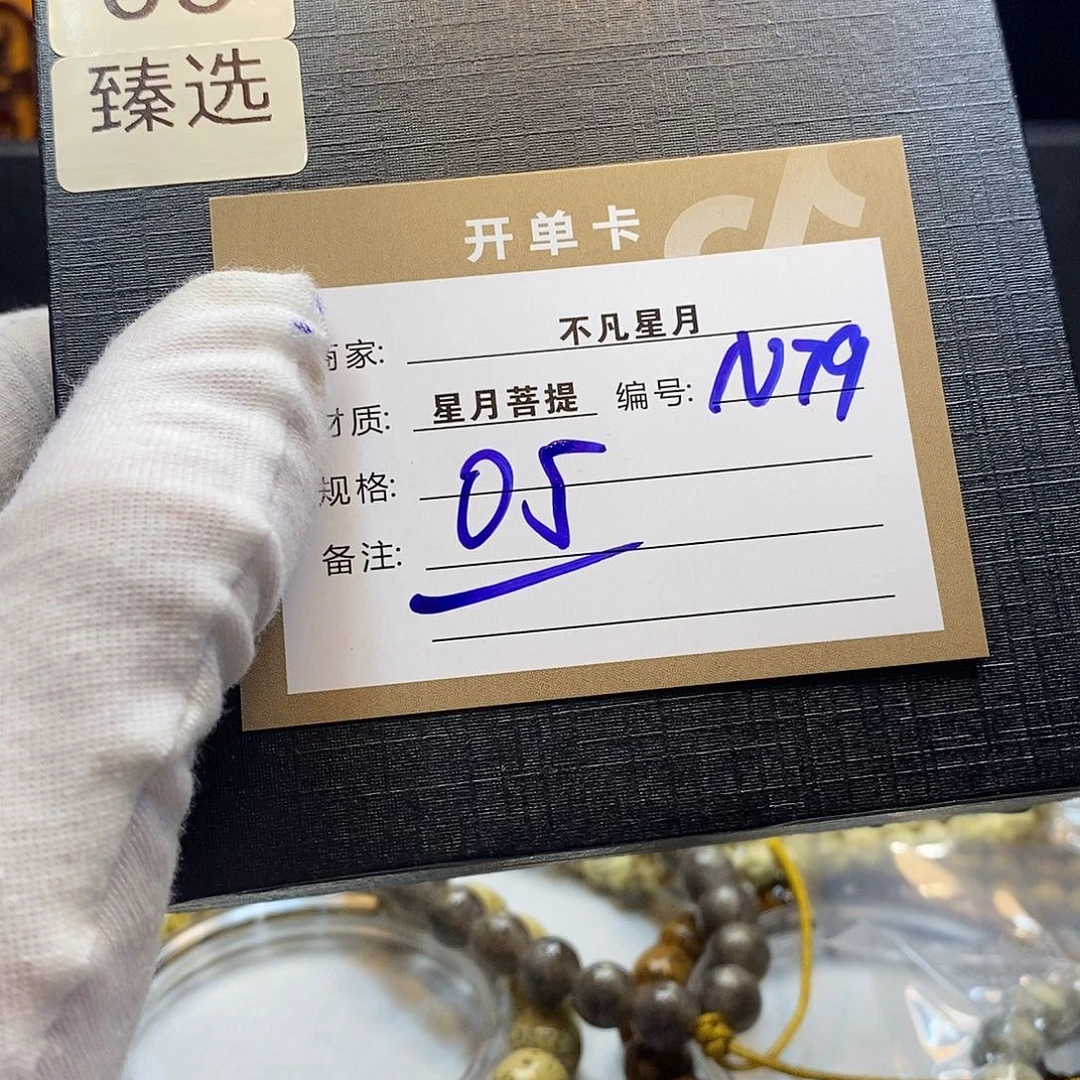 臻选
开单卡
商家: 不凡星月
材质: 星月菩提 编号: N79
规格: 05
备注: